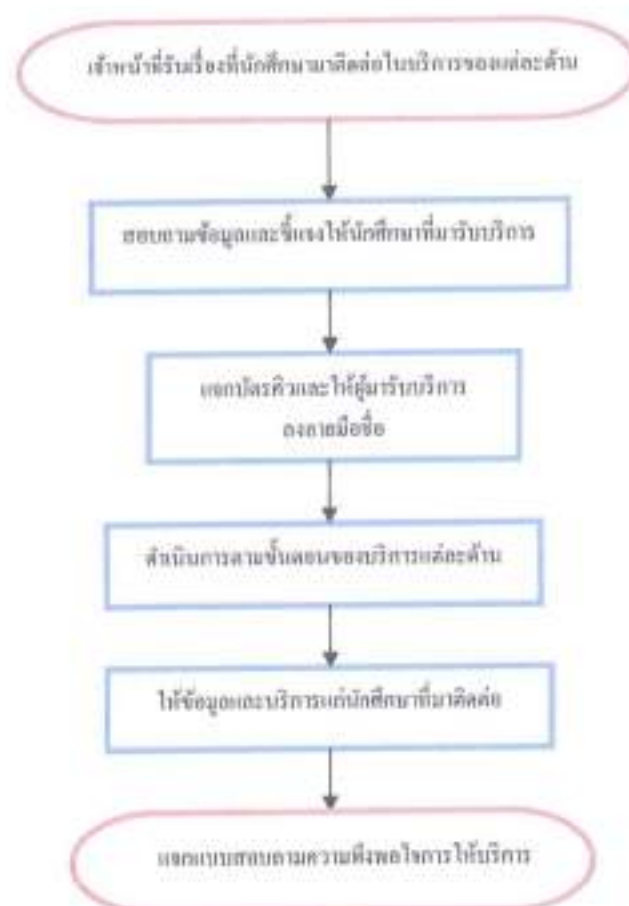 เจ้าหน้าที่รับเรื่องที่นักศึกษามาติดต่อในบริการของแต่ละด้าน
สอบถามข้อมูลและชี้แจงให้นักศึกษาที่มารับบริการ
แจกบัตรคิวและให้ผู้มารับบริการ
ลงลายมือชื่อ
ดำเนินการตามขั้นตอนของบริการแต่ละด้าน
ให้ข้อมูลและบริการแก่นักศึกษาที่มาติดต่อ
แจกแบบสอบถามความพึงพอใจการให้บริการ